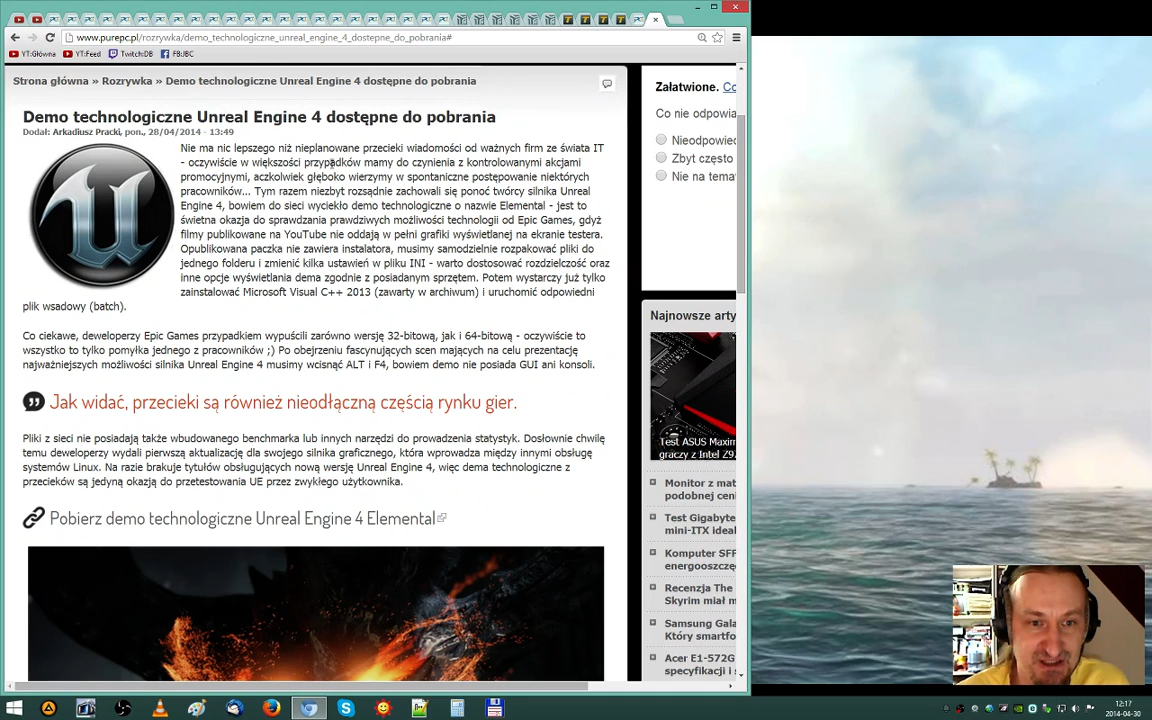 www.purepc.pl/rozrywka/demo_technologiczne_unreal_engine_4_dostepne_do_pobrania#
YT:Główna YT:Feed Twitch:DB FB:JBC
Strona główna » Rozrywka » Demo technologiczne Unreal Engine 4 dostępne do pobrania
Demo technologiczne Unreal Engine 4 dostępne do pobrania
Dodał: Arkadiusz Pracki, pon., 28/04/2014 - 13:49
Nie ma nic lepszego niż nieplanowane przecieki wiadomości od ważnych firm ze świata IT
- oczywiście w większości przypadków mamy do czynienia z kontrolowanymi akcjami
promocyjnymi, aczkolwiek głęboko wierzymy w spontaniczne postępowanie niektórych
pracowników... Tym razem niezbyt rozsądnie zachowali się ponoć twórcy silnika Unreal
Engine 4, bowiem do sieci wyciekło demo technologiczne o nazwie Elemental - jest to
świetna okazja do sprawdzania prawdziwych możliwości technologii od Epic Games, gdyż
filmy publikowane na YouTube nie oddają w pełni grafiki wyświetlanej na ekranie testera.
Opublikowana paczka nie zawiera instalatora, musimy samodzielnie rozpakować pliki do
jednego folderu i zmienić kilka ustawień w pliku INI - warto dostosować rozdzielczość oraz
inne opcje wyświetlania dema zgodnie z posiadanym sprzętem. Potem wystarczy już tylko
zainstalować Microsoft Visual C++ 2013 (zawarty w archiwum) i uruchomić odpowiedni
plik wsadowy (batch).
Co ciekawe, deweloperzy Epic Games przypadkiem wypuścili zarówno wersję 32-bitową, jak i 64-bitową - oczywiście to
wszystko to tylko pomyłka jednego z pracowników ;) Po obejrzeniu fascynujących scen mających na celu prezentację
najważniejszych możliwości silnika Unreal Engine 4 musimy wcisnąć ALT i F4, bowiem demo nie posiada GUI ani konsoli.
Jak widać, przecieki są również nieodłączną częścią rynku gier.
Pliki z sieci nie posiadają także wbudowanego benchmarka lub innych narzędzi do prowadzenia statystyk. Dosłownie chwilę
temu deweloperzy wydali pierwszą aktualizację dla swojego silnika graficznego, która wprowadza między innymi obsługę
systemów Linux. Na razie brakuje tytułów obsługujących nową wersję Unreal Engine 4, więc dema technologiczne z
przecieków są jedyną okazją do przetestowania UE przez zwykłego użytkownika.
Pobierz demo technologiczne Unreal Engine 4 Elemental
Załatwione. Co
Co nie odpowia
Nieodpowied
Zbyt często
Nie na tema
Najnowsze arty
Test ASUS Maxim
graczy z Intel Z9
Monitor z mat
podobnej ceni
Test Gigabyte
mini-ITX ideal
Komputer SFF
energooszczę
Recenzja The
Skyrim miał m
Samsung Gala
Który smartfo
Acer E1-572G
specyfikacji i s
12:17
2014-04-30